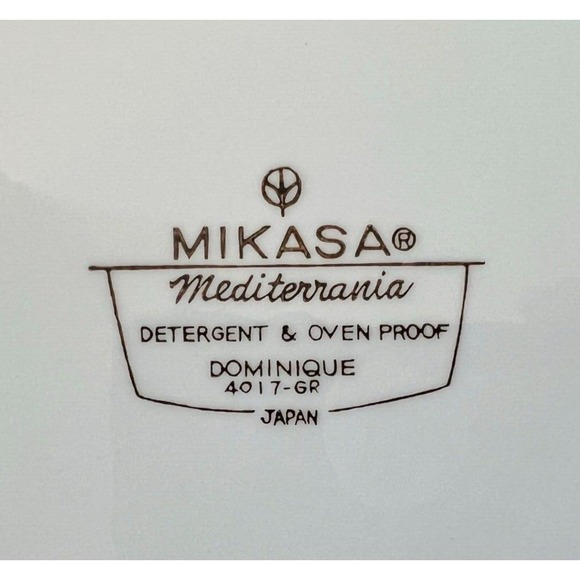 MIKASA®
Mediterrania
DETERGENT & OVEN PROOF
DOMINIQUE
4017-GR
JAPAN